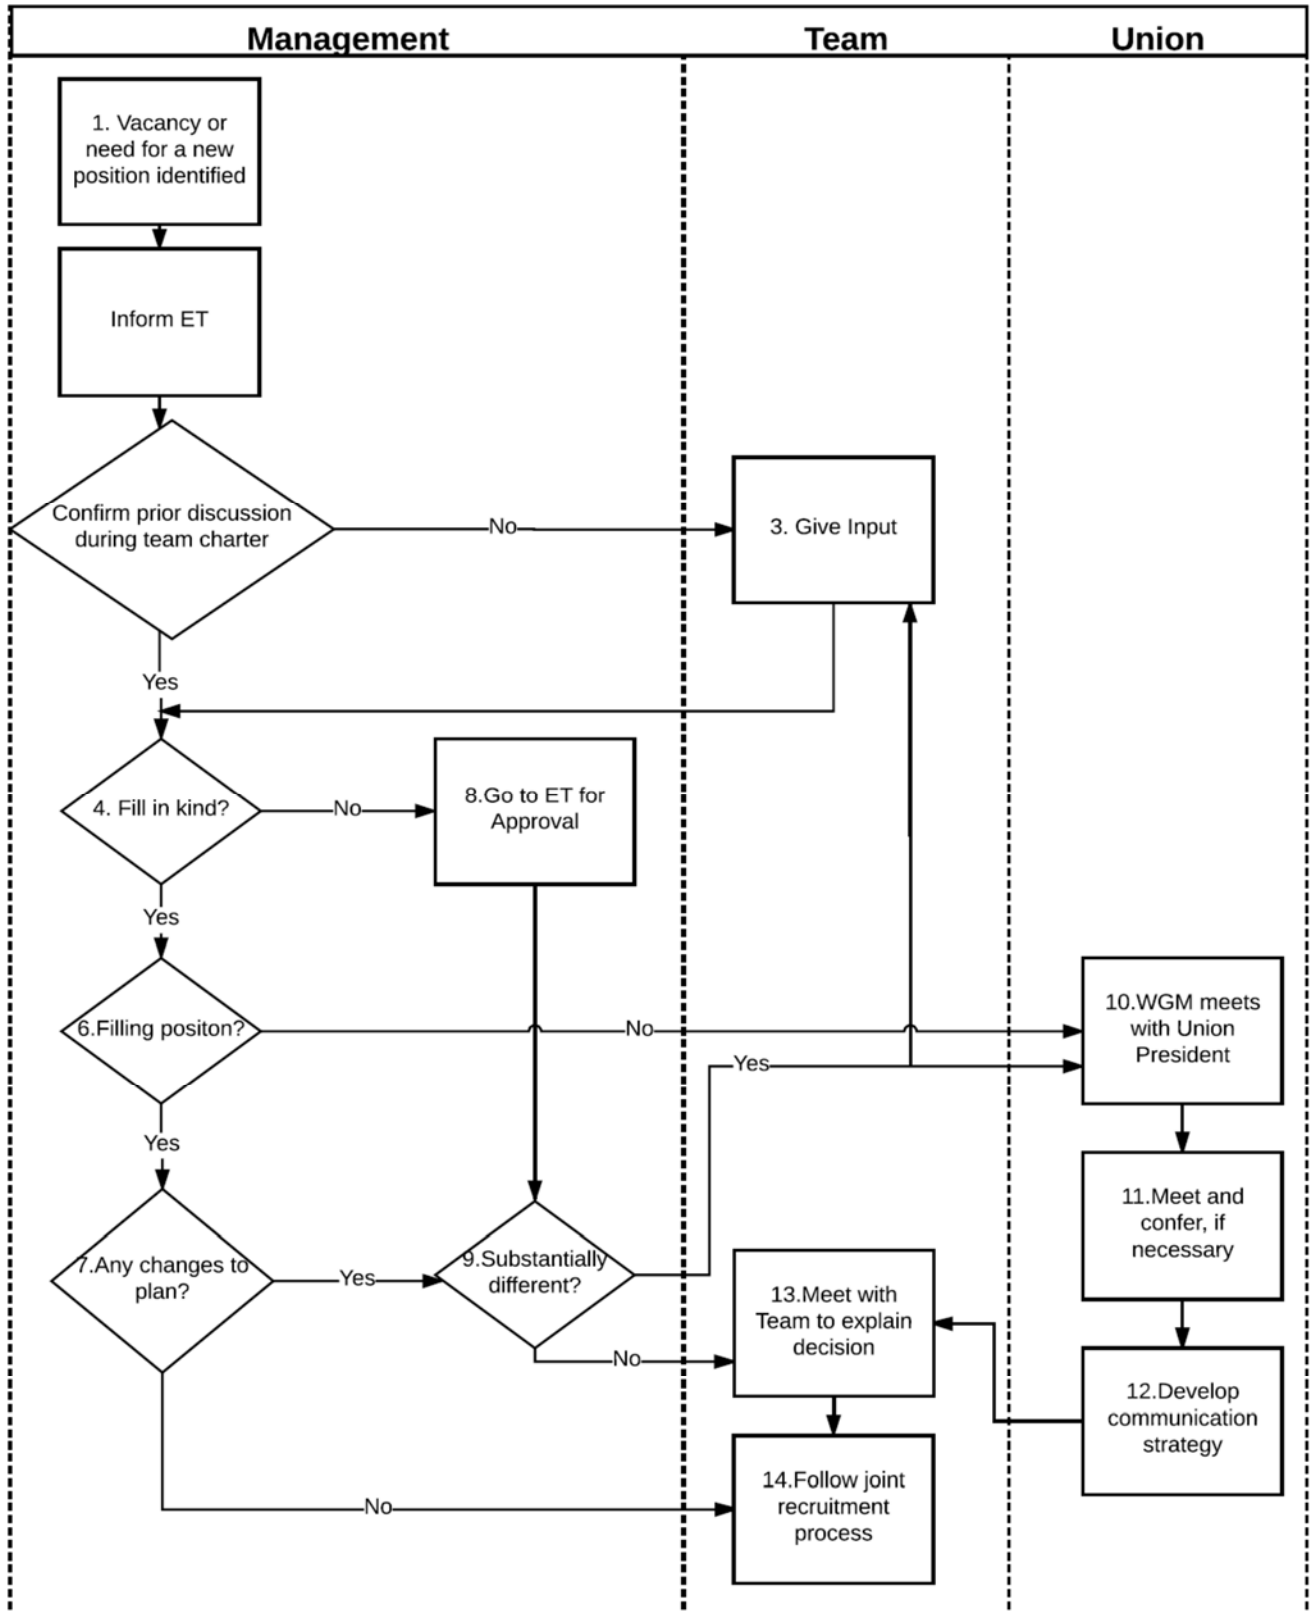 Management
Team
Union
1. Vacancy or
need for a new
position identified
Inform ET
Confirm prior discussion
during team charter
No
3. Give Input
Yes
4. Fill in kind?
No
8.Go to ET for
Approval
Yes
6.Filling positon?
No
10.WGM meets
with Union
President
Yes
Yes
11.Meet and
confer, if
necessary
7.Any changes to
plan?
Yes
9.Substantially
different?
No
13.Meet with
Team to explain
decision
12.Develop
communication
strategy
No
14.Follow joint
recruitment
process